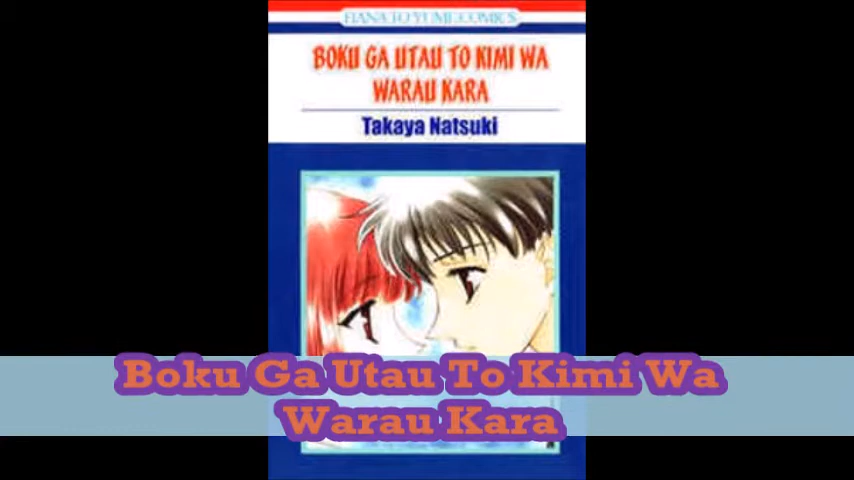 HANA TO YUME COMICS
BOKU GA UTAU TO KIMI WA
WARAU KARA
Takaya Natsuki
Boku Ga Utau To Kimi Wa
Warau Kara